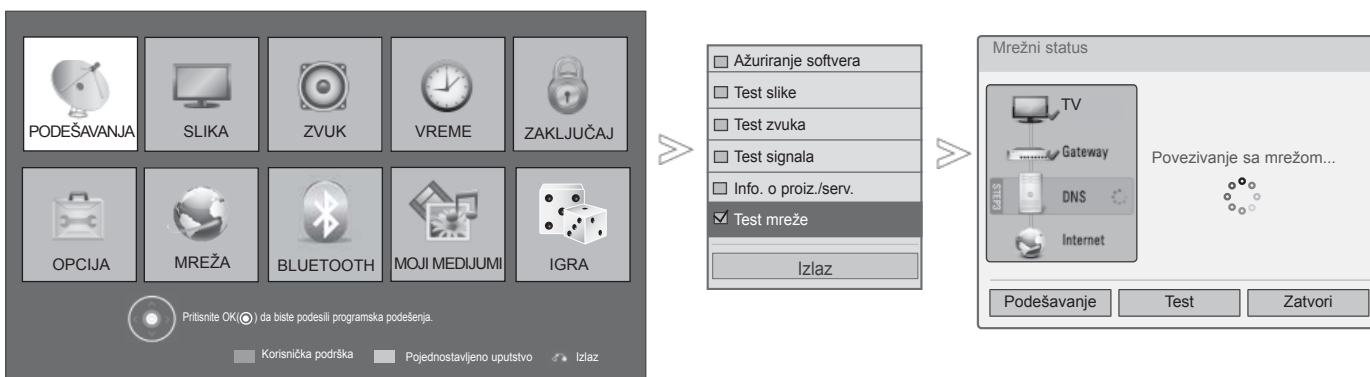 PODEŠAVANJA
SLIKA
ZVUK
VREME
ZAKLJUČAJ
OPCIJA
MREŽA
BLUETOOTH
MOJI MEDIJUMI
IGRA
Pritisnite OK(◉) da biste podesili programska podešenja.
Korisnička podrška
Pojednostavljeno uputstvo
Izlaz
Ažuriranje softvera
Test slike
Test zvuka
Test signala
Info. o proiz./serv.
Test mreže
Izlaz
Mrežni status
TV
Gateway
STEP3
DNS
Internet
Povezivanje sa mrežom...
Podešavanje
Test
Zatvori